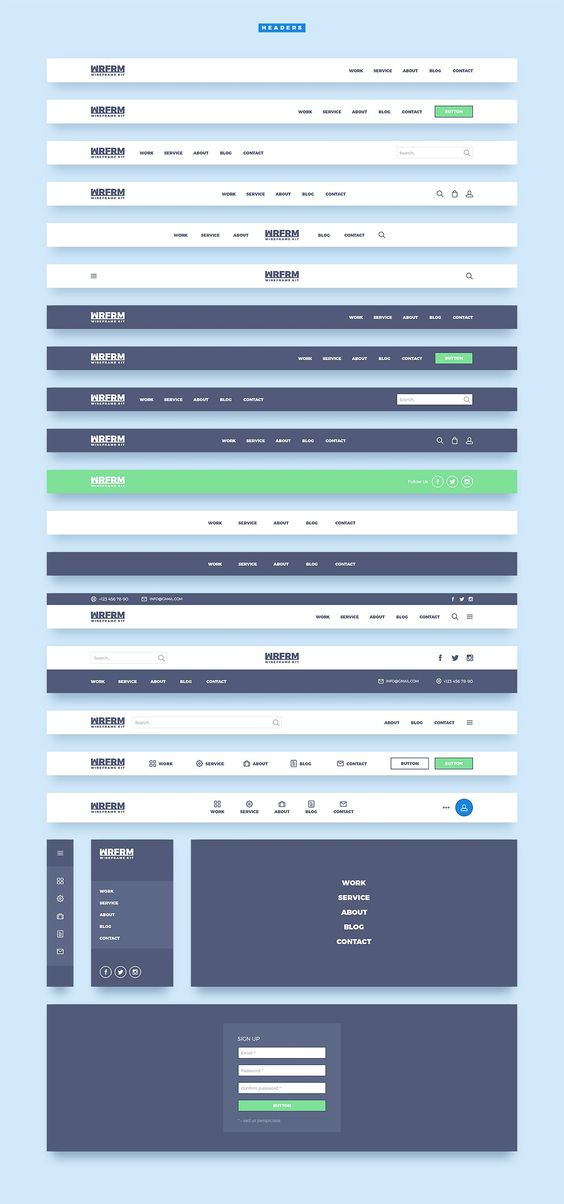 HEADERS
WRFRM WORK SERVICE ABOUT BLOG CONTACT
WIREFRAME KIT
WRFRM WORK SERVICE ABOUT BLOG CONTACT BUTTON
WIREFRAME KIT
WRFRM WORK SERVICE ABOUT BLOG CONTACT Search..
WIREFRAME KIT
WRFRM WORK SERVICE ABOUT BLOG CONTACT
WIREFRAME KIT
WORK SERVICE ABOUT WRFRM BLOG CONTACT
WIREFRAME KIT
WRFRM
WIREFRAME KIT
WRFRM WORK SERVICE ABOUT BLOG CONTACT
WIREFRAME KIT
WRFRM WORK SERVICE ABOUT BLOG CONTACT BUTTON
WIREFRAME KIT
WRFRM WORK SERVICE ABOUT BLOG CONTACT Search..
WIREFRAME KIT
WRFRM WORK SERVICE ABOUT BLOG CONTACT
WIREFRAME KIT
WRFRM Follow Us
WIREFRAME KIT
WORK SERVICE ABOUT BLOG CONTACT
WORK SERVICE ABOUT BLOG CONTACT
+123 456 78-90 INFO@GMAIL.COM
WRFRM WORK SERVICE ABOUT BLOG CONTACT
WIREFRAME KIT
Search.. WRFRM
WIREFRAME KIT
WORK SERVICE ABOUT BLOG CONTACT INFO@GMAIL.COM +123 456 78-90
WRFRM Search.. ABOUT BLOG CONTACT
WIREFRAME KIT
WRFRM WORK SERVICE ABOUT BLOG CONTACT BUTTON BUTTON
WIREFRAME KIT
WRFRM WORK SERVICE ABOUT BLOG CONTACT
WIREFRAME KIT
WRFRM
WIREFRAME KIT
WORK
SERVICE
ABOUT
BLOG
CONTACT
WORK
SERVICE
ABOUT
BLOG
CONTACT
SIGN UP
Email *
Password *
Confirm password *
BUTTON
* - sed ut perspiciatis